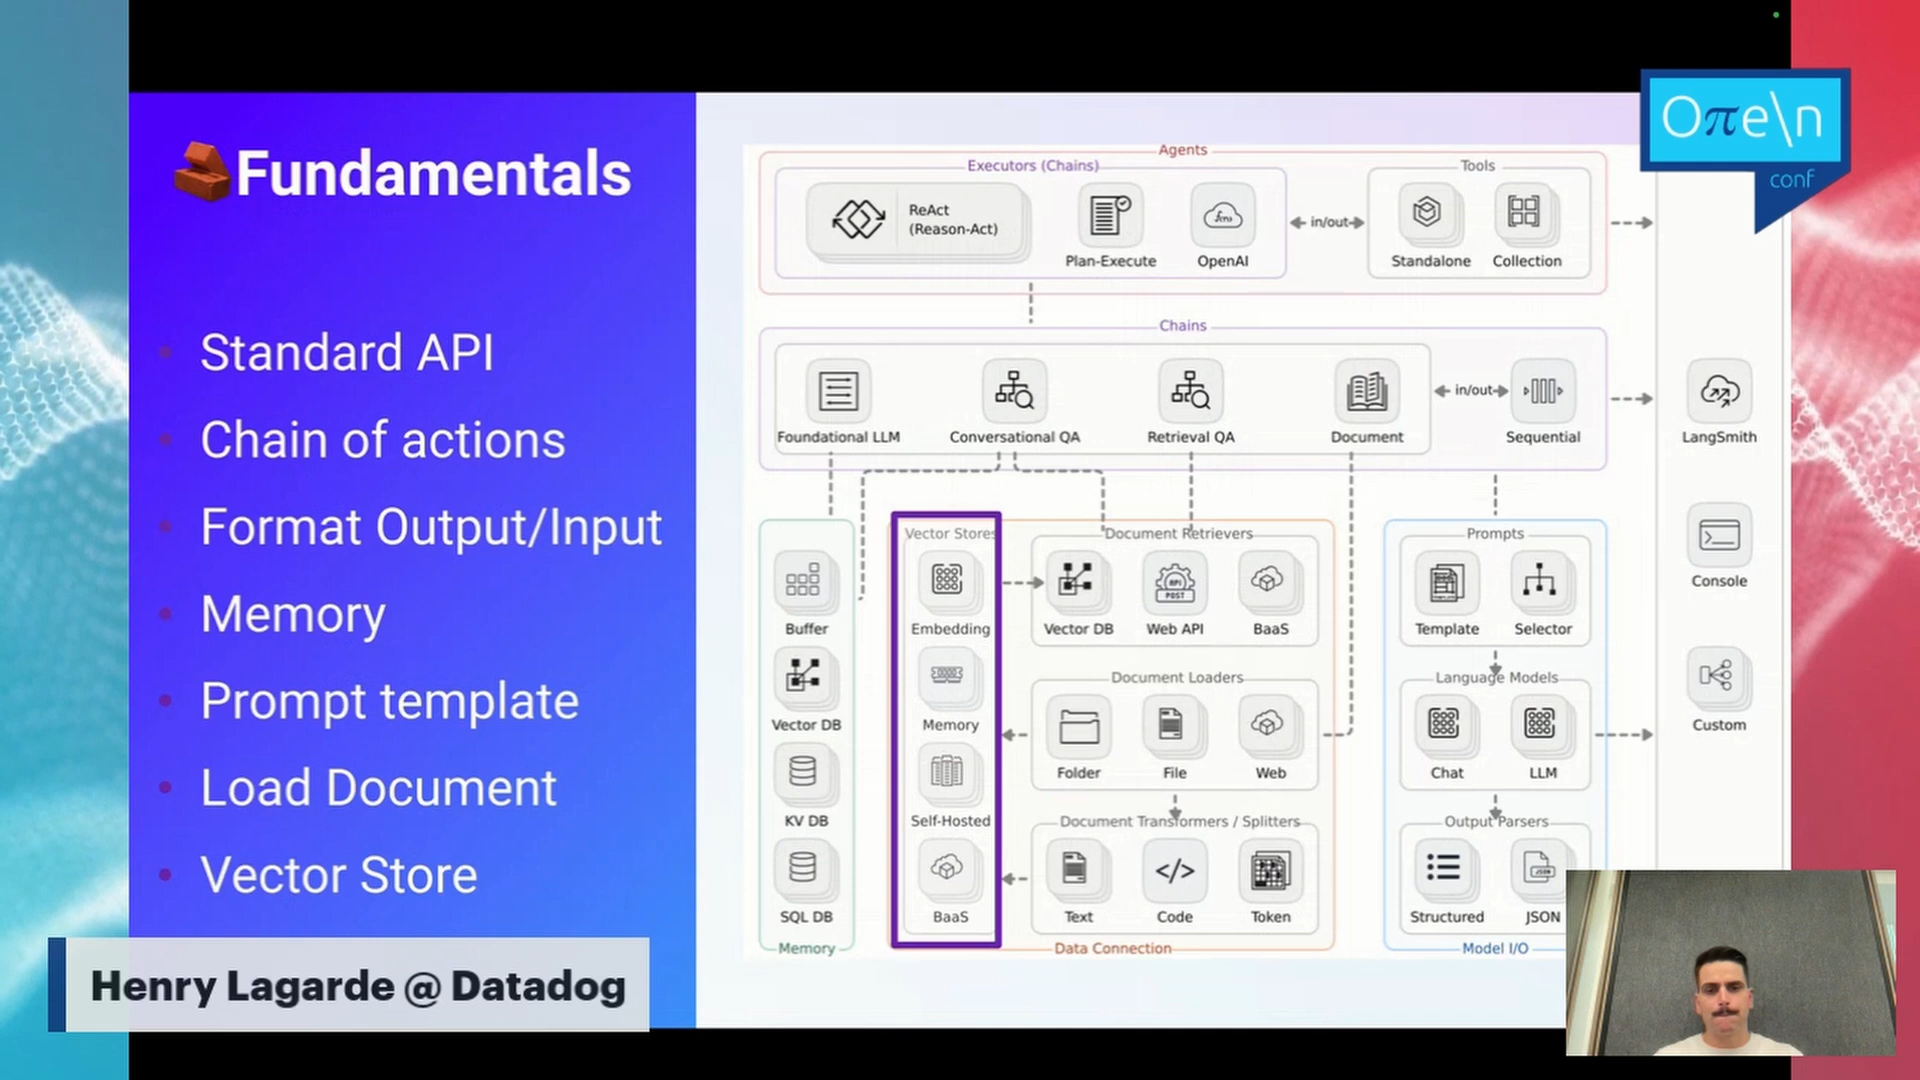 Fundamentals
Standard API
Chain of actions
Format Output/Input
Memory
Prompt template
Load Document
Vector Store
Henry Lagarde @ Datadog
Oπe\n
conf
Agents
Executors (Chains)
Tools
ReAct
(Reason-Act)
Plan-Execute
OpenAI
in/out
Standalone
Collection
Chains
Foundational LLM
Conversational QA
Retrieval QA
Document
in/out
Sequential
LangSmith
Console
Custom
Buffer
Vector DB
KV DB
SQL DB
Memory
Vector Stores
Embedding
Memory
Self-Hosted
BaaS
Document Retrievers
Vector DB
API
POST
Web API
BaaS
Document Loaders
Folder
File
Web
Document Transformers / Splitters
Text
Code
Token
Data Connection
Prompts
TEMPLATE
Template
Selector
Language Models
Chat
LLM
Output Parsers
Structured
JSON
JSON
Model I/O